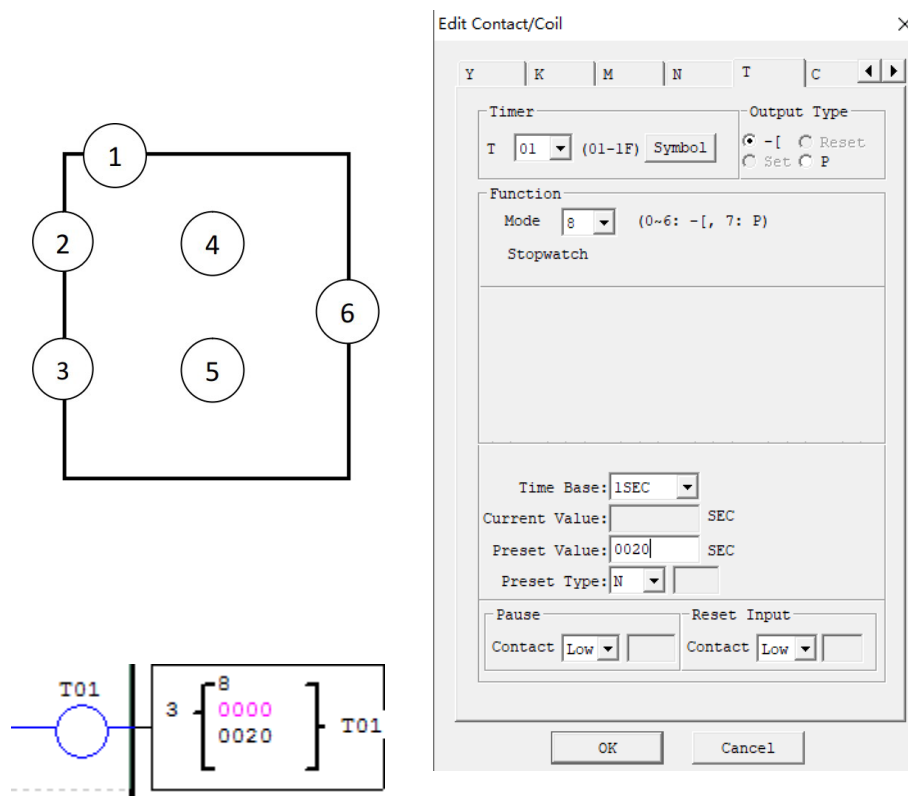 1
2
3
4
5
6
T01
3
8
0000
0020
T01
Edit Contact/Coil
Y K M N T C
Timer
T 01 (01-1F) Symbol
Output Type
-[ Reset
Set P
Function
Mode 8 (0~6: -[, 7: P)
Stopwatch
Time Base: 1SEC
Current Value: SEC
Preset Value: 0020 SEC
Preset Type: N
Pause
Contact Low
Reset Input
Contact Low
OK Cancel